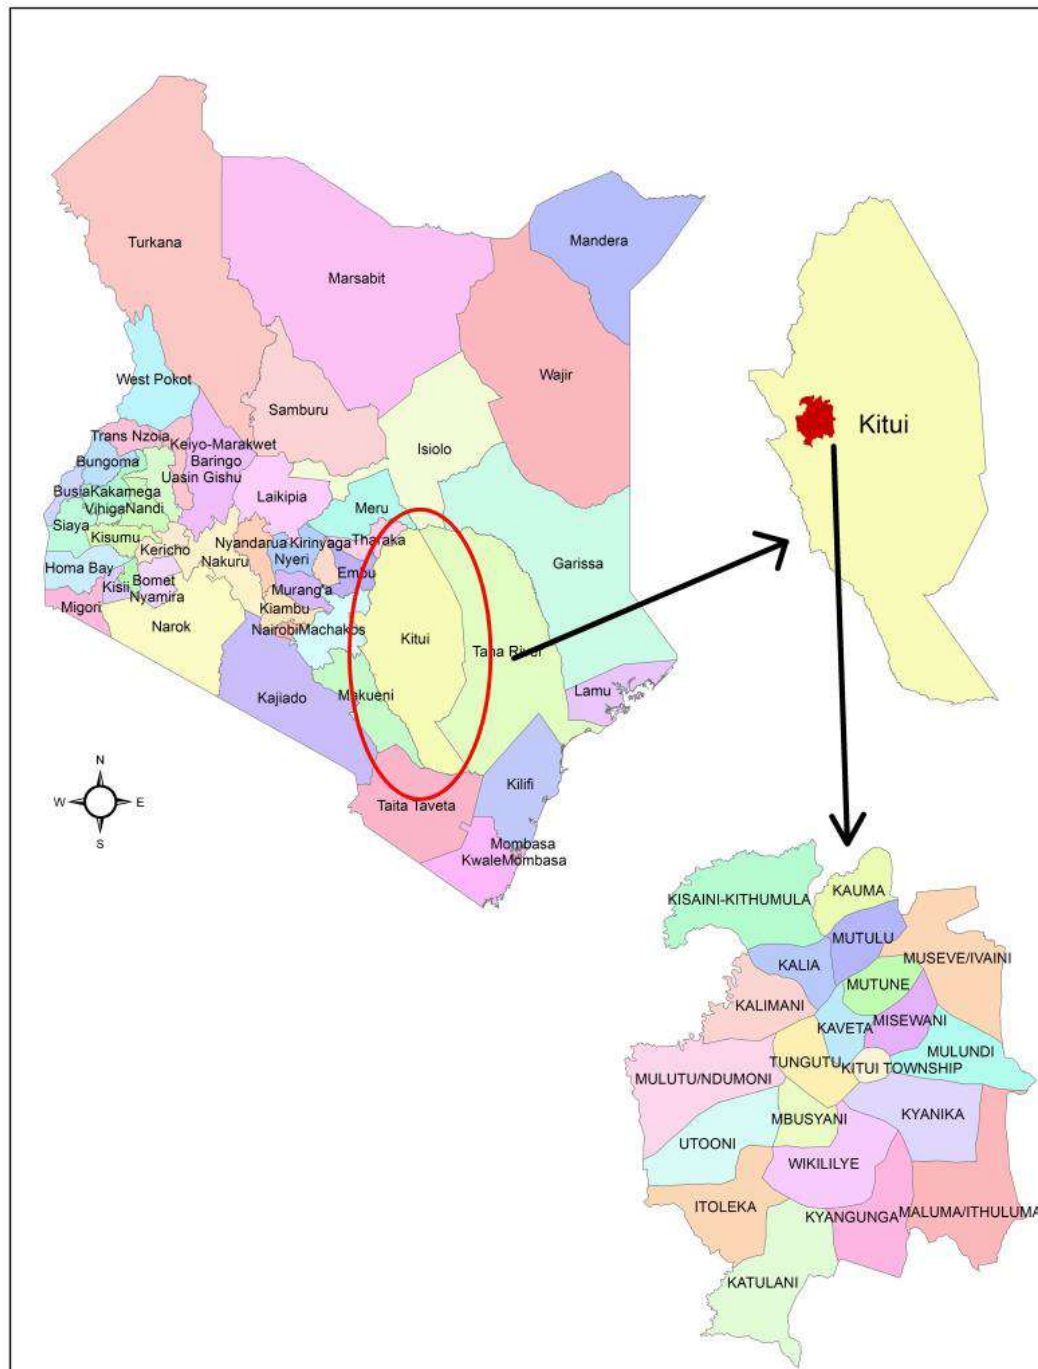 Turkana
Mandera
Marsabit
Wajir
West Pokot
Samburu
Kitui
Trans Nzoia
Keiyo-Marakwet
Isiolo
Bungoma
Baringo
Uasin Gishu
Busia
Kakamega
Laikipia
Meru
Vihiga
Nandi
Siaya
Kisumu
Nyandarua
Kirinyaga
Tharaka
Kericho
Nyeri
Nakuru
Garissa
Homa Bay
Bomet
Embu
Kisii
Nyamira
Murang'a
Migori
Kiambu
Narok
Nairobi
Machakos
Kitui
Tana River
Kajiado
Makueni
Lamu
N
W
E
S
Kilifi
Taita Taveta
Mombasa
Kwale
Mombasa
KAUMA
KISAINI-KITHUMULA
MUTULU
MUSEVE/IVAINI
KALIA
MUTUNE
KALIMANI
KAVETA
MISEWANI
MULUNDI
TUNGUTU
KITUI TOWNSHIP
MULUTU/NDUMONI
MBUSYANI
KYANIKA
UTOONI
WIKILILYE
ITOLEKA
KYANGUNGA
MALUMA/ITHULUMA
KATULANI